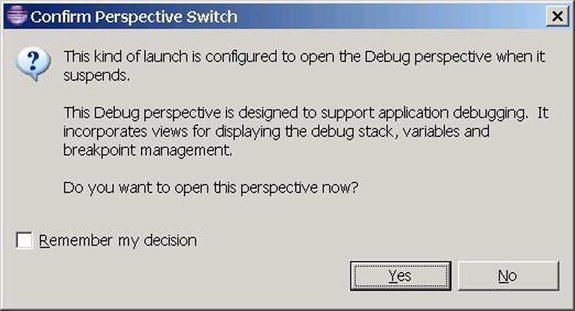 Confirm Perspective Switch
This kind of launch is configured to open the Debug perspective when it
suspends.
This Debug perspective is designed to support application debugging.  It
incorporates views for displaying the debug stack, variables and
breakpoint management.
Do you want to open this perspective now?
Remember my decision
Yes
No